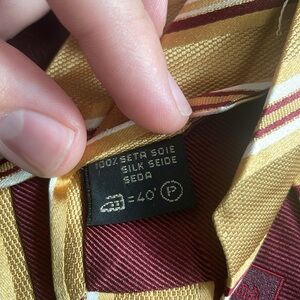 100% SETA SOIE
SILK SEIDE
SEDA
=40' P